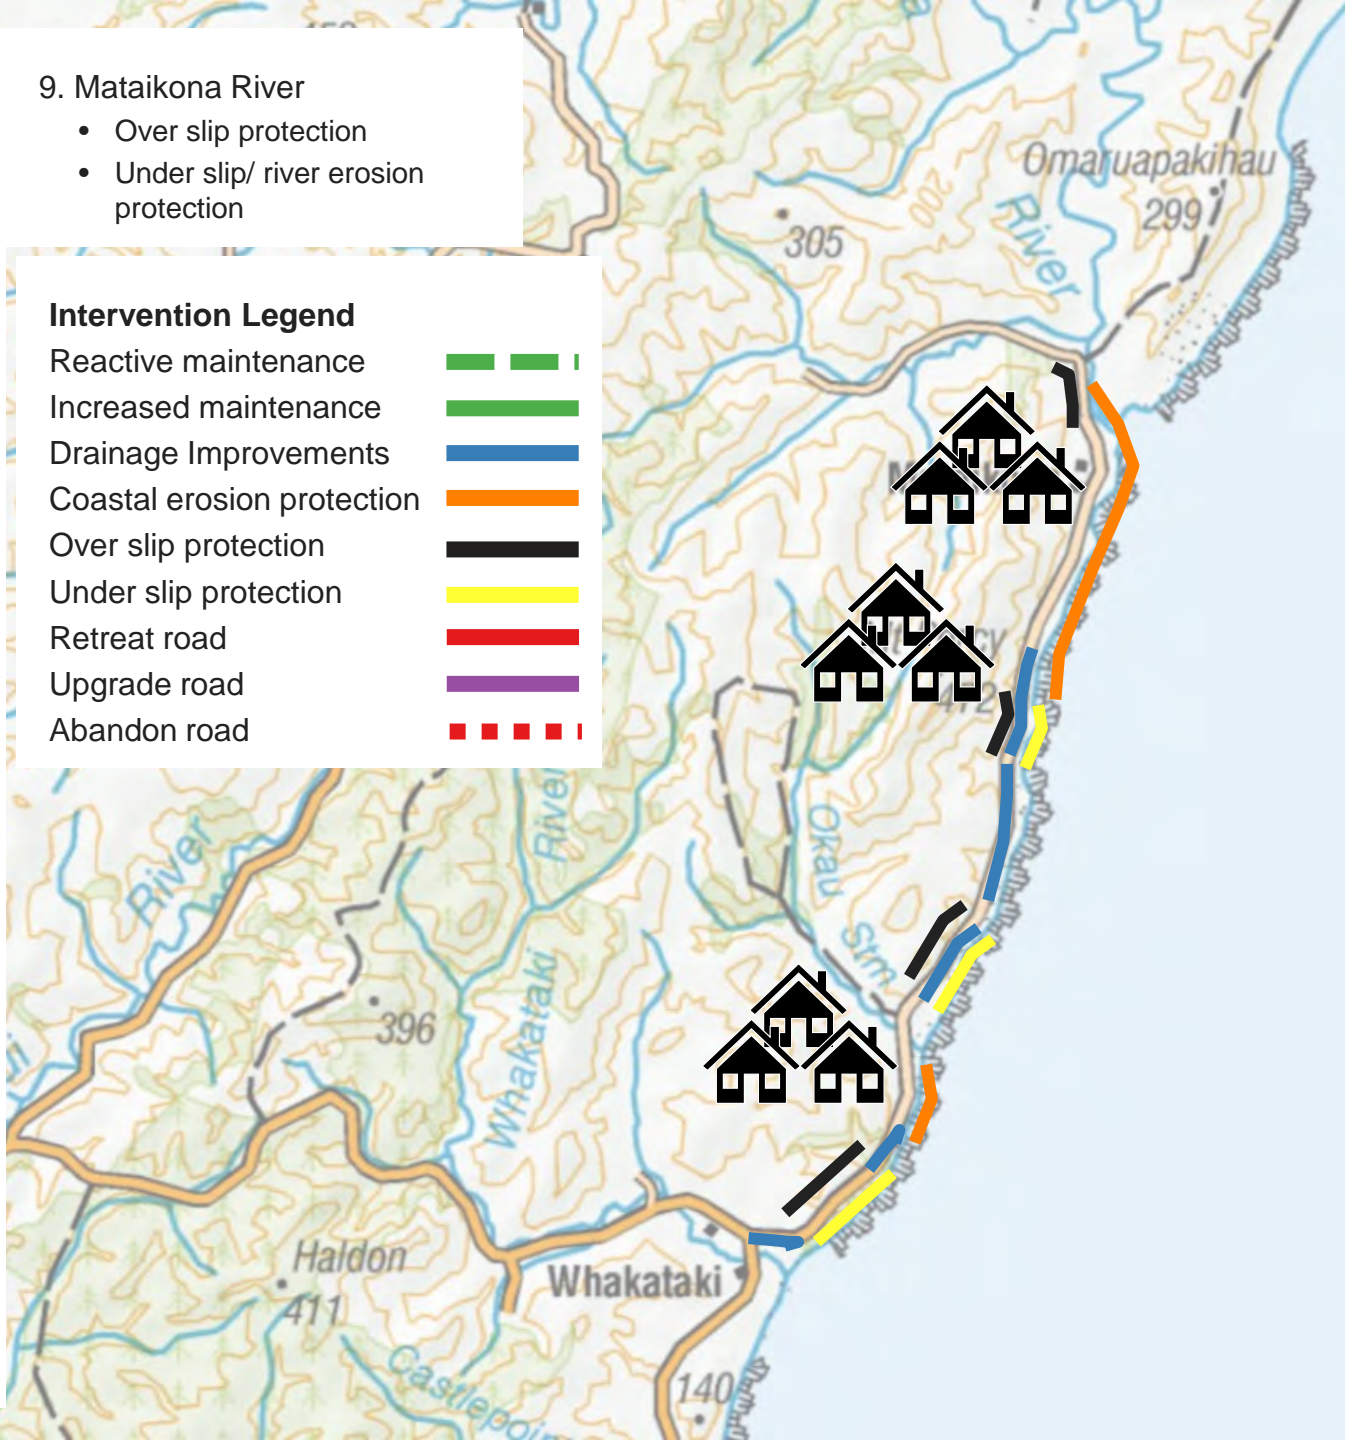 9. Mataikona River
• Over slip protection
• Under slip/ river erosion
protection
Intervention Legend
Reactive maintenance
Increased maintenance
Drainage Improvements
Coastal erosion protection
Over slip protection
Under slip protection
Retreat road
Upgrade road
Abandon road
Omaruapakihau
299
200
305
River
472
River
River
Okau
Stm
Whakataki
396
Haldon
411
Whakataki
Castlepoin
140